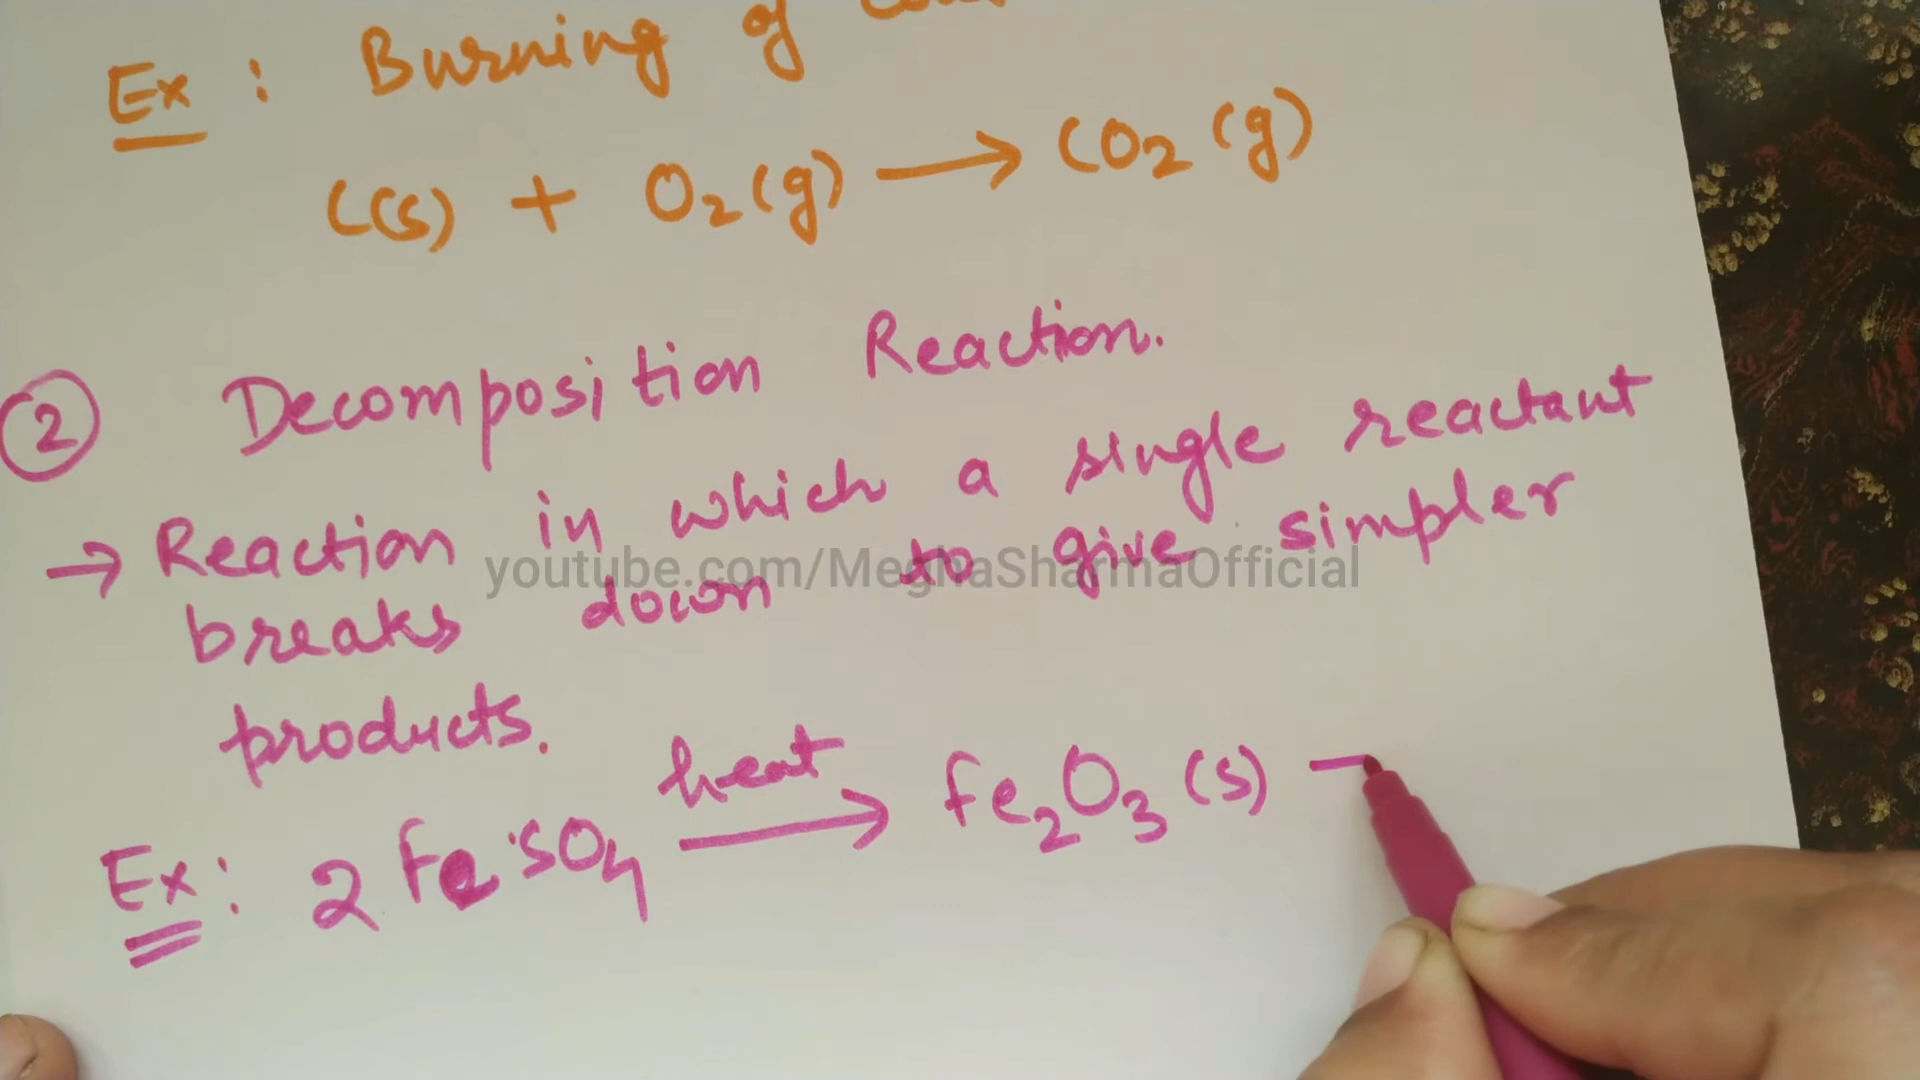 Ex : Burning of
C(s) + O2(g) → CO2(g)
2 Decomposition Reaction.
→ Reaction in which a single reactant
breaks down to give simpler
products.
Ex: 2 FeSO4 heat → Fe2O3 (s) -
youtube.com/MeghaSharmaOfficial